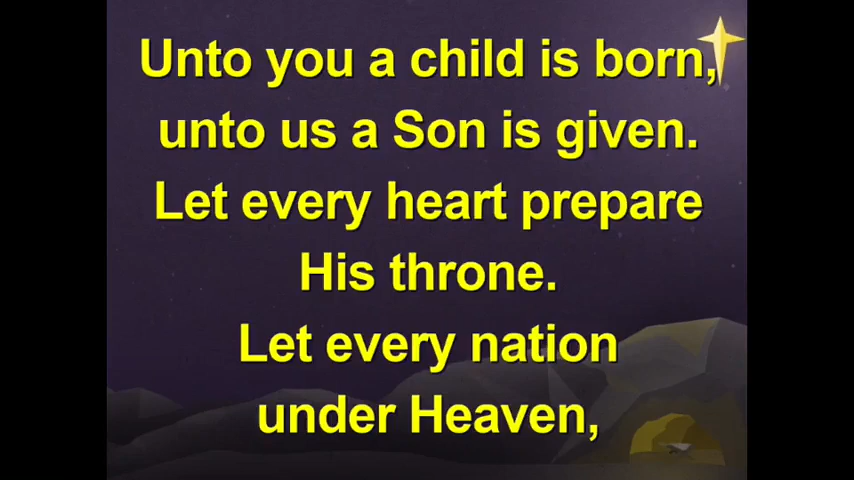 Unto you a child is born,
unto us a Son is given.
Let every heart prepare
His throne.
Let every nation
under Heaven,